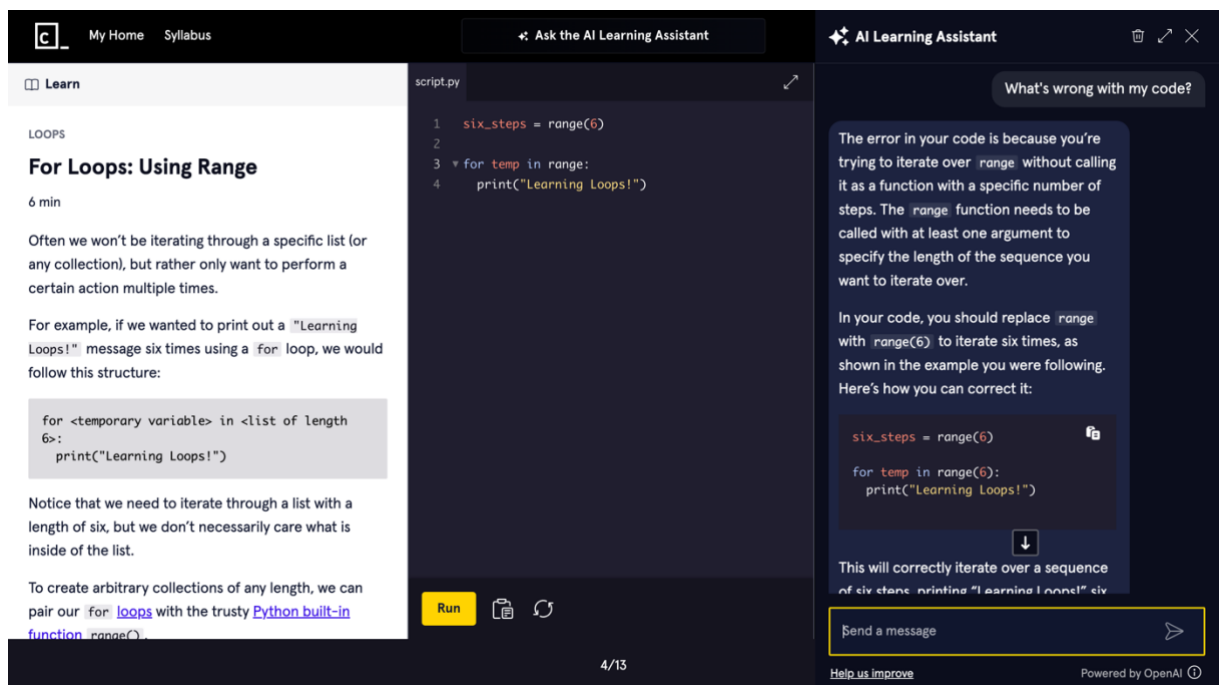 c_
My Home Syllabus
Ask the AI Learning Assistant
Learn
LOOPS
For Loops: Using Range
6 min
Often we won't be iterating through a specific list (or
any collection), but rather only want to perform a
certain action multiple times.
For example, if we wanted to print out a "Learning
Loops!" message six times using a for loop, we would
follow this structure:
for <temporary variable> in <list of length
6>:
print("Learning Loops!")
Notice that we need to iterate through a list with a
length of six, but we don't necessarily care what is
inside of the list.
To create arbitrary collections of any length, we can
pair our for loops with the trusty Python built-in
function range().
script.py
1 six_steps = range(6)
2
3 for temp in range:
4 print("Learning Loops!")
Run
4/13
AI Learning Assistant
What's wrong with my code?
The error in your code is because you're
trying to iterate over range without calling
it as a function with a specific number of
steps. The range function needs to be
called with at least one argument to
specify the length of the sequence you
want to iterate over.
In your code, you should replace range
with range(6) to iterate six times, as
shown in the example you were following.
Here's how you can correct it:
six_steps = range(6)
for temp in range(6):
print("Learning Loops!")
This will correctly iterate over a sequence
of six steps, printing "Learning Loops!" six
Send a message
Help us improve
Powered by OpenAI